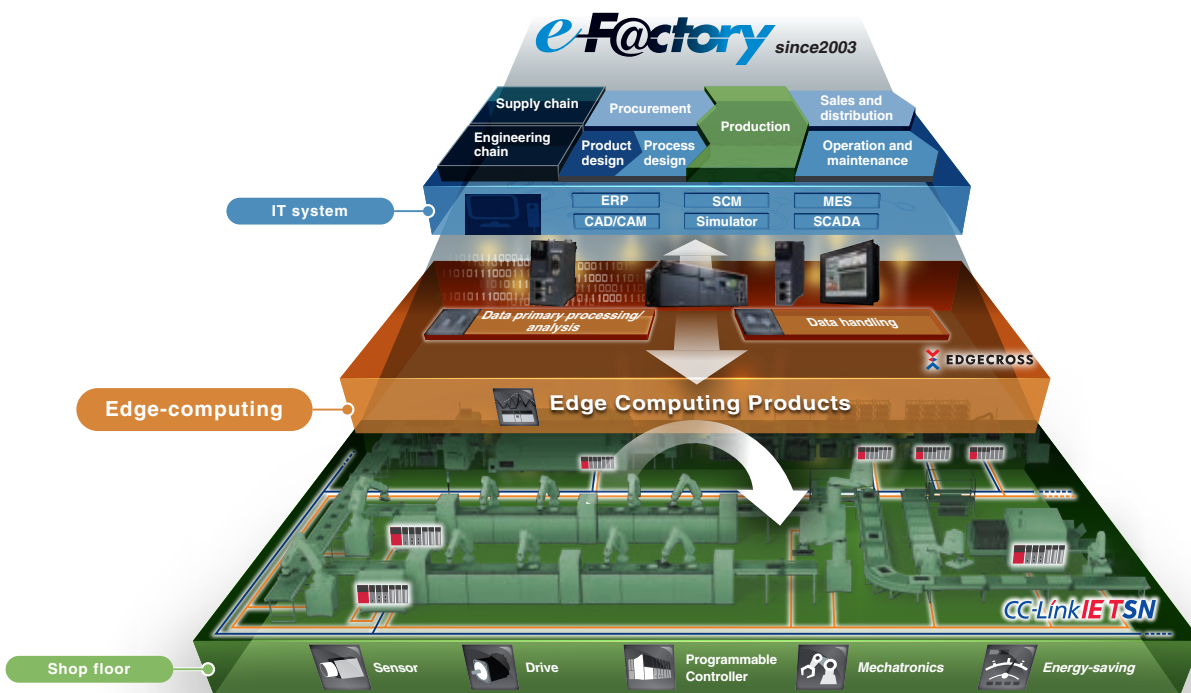 e-F@ctory since2003
Supply chain
Procurement
Production
Sales and
distribution
Engineering
chain
Product
design
Process
design
Operation and
maintenance
IT system
ERP
SCM
MES
CAD/CAM
Simulator
SCADA
Data primary processing/
analysis
Data handling
EDGECROSS
Edge-computing
Edge Computing Products
CC-Link IE TSN
Shop floor
Sensor
Drive
Programmable
Controller
Mechatronics
Energy-saving